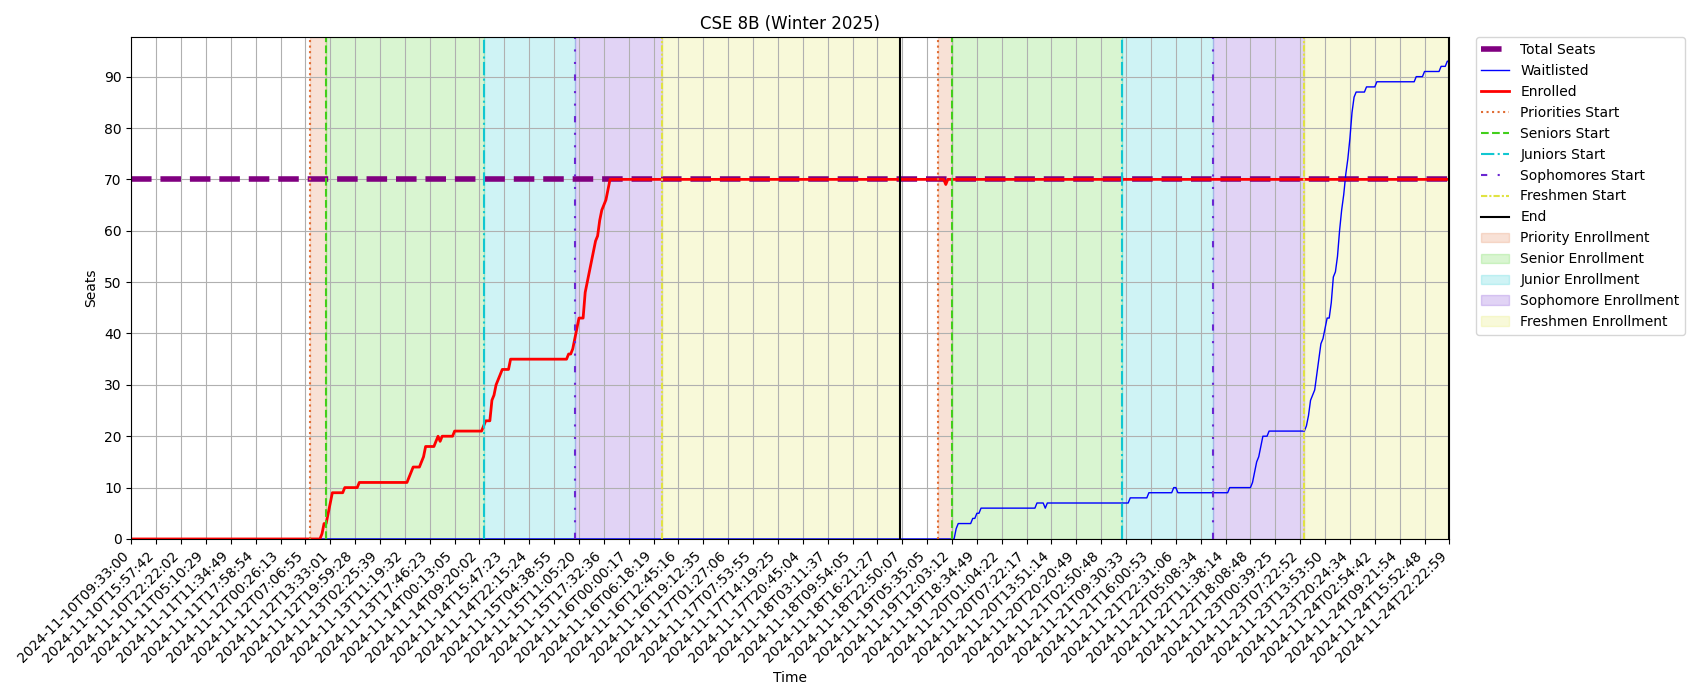 CSE 8B (Winter 2025)
Seats
90
80
70
60
50
40
30
20
10
0
2024-11-10T09:33:00
2024-11-10T15:57:42
2024-11-10T22:22:02
2024-11-11T05:10:29
2024-11-11T11:34:49
2024-11-11T17:58:54
2024-11-12T00:26:13
2024-11-12T07:06:55
2024-11-12T13:33:01
2024-11-12T19:59:28
2024-11-13T03:25:39
2024-11-13T11:19:32
2024-11-13T17:46:23
2024-11-14T00:13:05
2024-11-14T09:20:02
2024-11-14T15:47:23
2024-11-14T22:15:24
2024-11-15T04:38:55
2024-11-15T11:05:20
2024-11-15T17:32:36
2024-11-16T00:00:17
2024-11-16T06:18:19
2024-11-16T12:45:16
2024-11-16T19:12:35
2024-11-17T01:27:06
2024-11-17T07:53:55
2024-11-17T14:19:25
2024-11-17T20:45:04
2024-11-18T03:11:37
2024-11-18T09:54:05
2024-11-18T16:21:27
2024-11-18T22:50:07
2024-11-19T05:35:05
2024-11-19T12:03:12
2024-11-19T18:34:49
2024-11-20T01:04:22
2024-11-20T07:22:17
2024-11-20T13:51:14
2024-11-20T20:20:49
2024-11-21T02:50:48
2024-11-21T09:30:33
2024-11-21T16:00:53
2024-11-21T22:31:06
2024-11-22T05:08:34
2024-11-22T11:38:14
2024-11-22T18:08:48
2024-11-23T00:39:25
2024-11-23T07:22:52
2024-11-23T13:53:50
2024-11-23T20:24:34
2024-11-24T02:54:42
2024-11-24T09:21:54
2024-11-24T15:52:48
2024-11-24T22:22:59
Time
Total Seats
Waitlisted
Enrolled
Priorities Start
Seniors Start
Juniors Start
Sophomores Start
Freshmen Start
End
Priority Enrollment
Senior Enrollment
Junior Enrollment
Sophomore Enrollment
Freshmen Enrollment